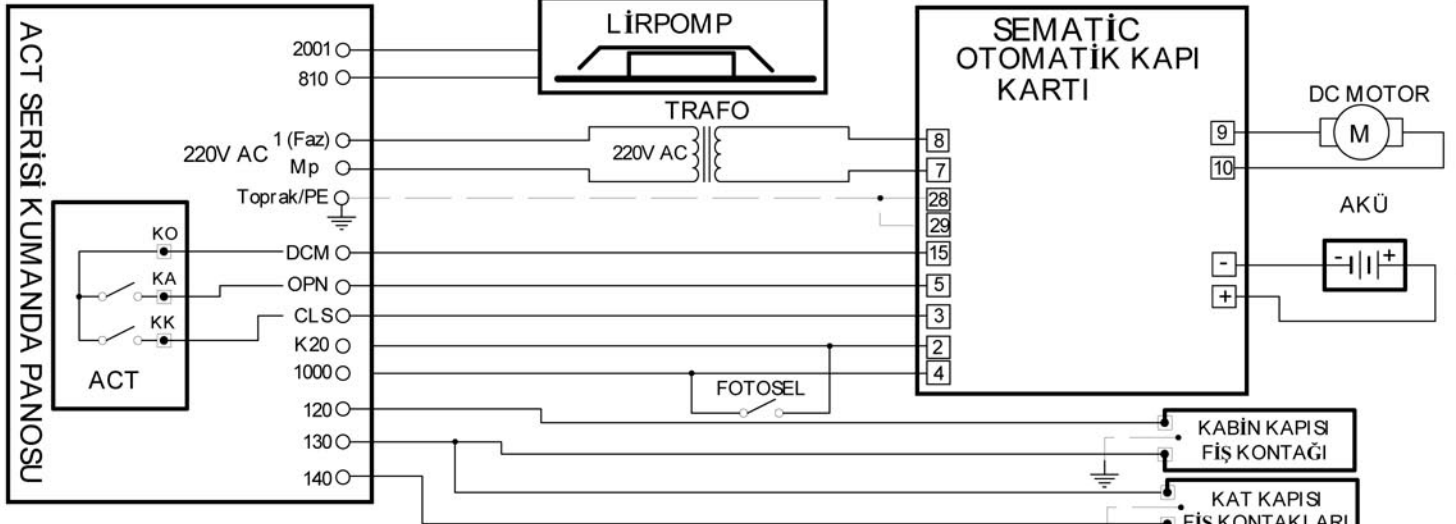 ACT SERİSİ KUMANDA PANOSU
2001
810
220V AC
1 (Faz)
Mp
Toprak/PE
KO
KA
KK
ACT
DCM
OPN
CLS
K20
1000
120
130
140
LİRPOMP
TRAFO
220V AC
FOTOSEL
SEMATİC
OTOMATİK KAPI
KARTI
8
7
28
29
15
5
3
2
4
9
10
-
+
DC MOTOR
M
AKÜ
- +
KABİN KAPISI
FİŞ KONTAĞI
KAT KAPISI
FİŞ KONTAKLARI